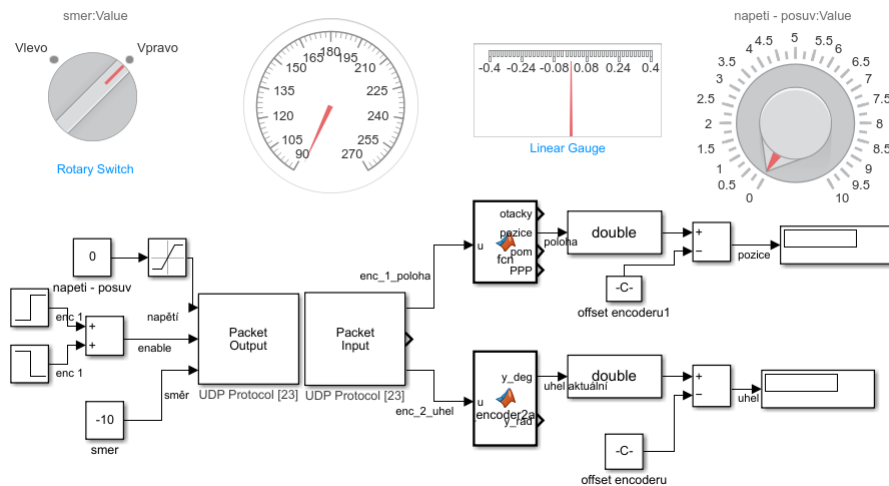 smer:Value
Vlevo
Vpravo
Rotary Switch
90
105
120
135
150
165
180
195
210
225
240
255
270
-0.4 -0.24 -0.08 0.08 0.24 0.4
Linear Gauge
napeti - posuv:Value
0
0.5
1
1.5
2
2.5
3
3.5
4
4.5
5
5.5
6
6.5
7
7.5
8
8.5
9
10
0
napeti - posuv
enc 1
enc 1
+
+
napětí
enable
směr
-10
smer
Packet
Output
UDP Protocol [23]
Packet
Input
UDP Protocol [23]
enc_1_poloha
enc_2_uhel
u
otacky
pozice
fcn
pom
PPP
poloha
double
-C-
offset encoderu1
+
−
pozice
u
y_deg
encoder2a
y_rad
uhel aktuální
double
-C-
offset encoderu
+
−
uhel